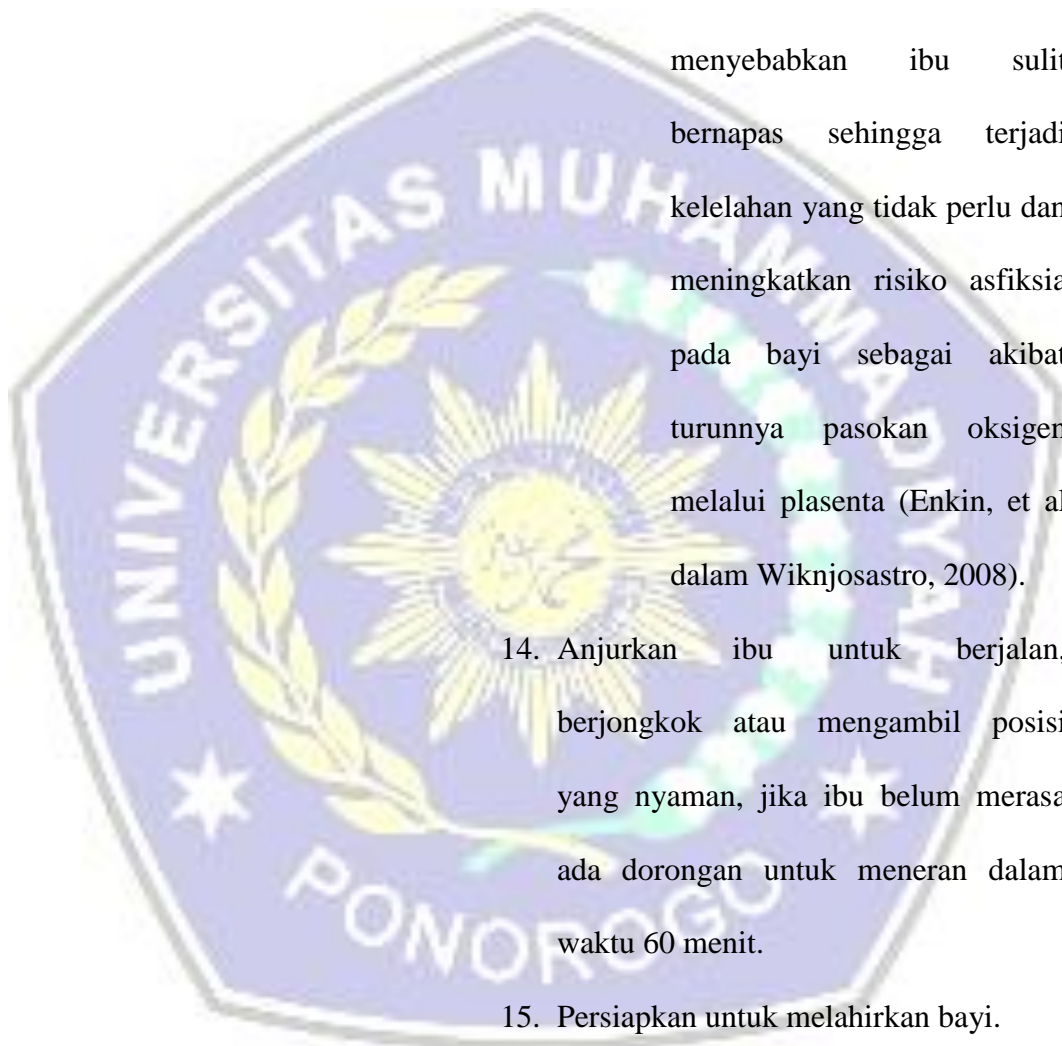 menyebabkan ibu sulit
bernapas sehingga terjadi
kelelahan yang tidak perlu dan
meningkatkan risiko asfiksia
pada bayi sebagai akibat
turunnya pasokan oksigen
melalui plasenta (Enkin, et al
dalam Wiknjosastro, 2008).
14. Anjurkan ibu untuk berjalan,
berjongkok atau mengambil posisi
yang nyaman, jika ibu belum merasa
ada dorongan untuk meneran dalam
waktu 60 menit.
15. Persiapkan untuk melahirkan bayi.
UNIVERSITAS MUHAMMADIYAH
PONOROGO